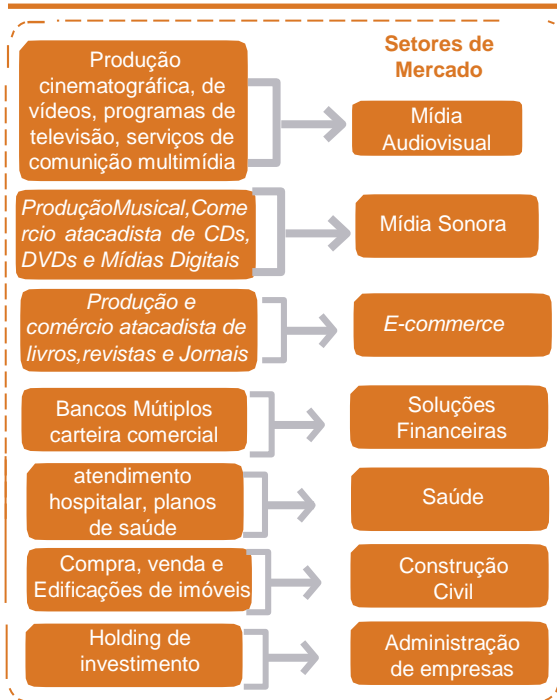 Setores de
Mercado
Produção
cinematográfica, de
vídeos, programas de
televisão, serviços de
comunição multimídia
Mídia
Audiovisual
ProduçãoMusical,Come
rcio atacadista de CDs,
DVDs e Mídias Digitais
Mídia Sonora
Produção e
comércio atacadista de
livros,revistas e Jornais
E-commerce
Bancos Mútiplos
carteira comercial
Soluções
Financeiras
atendimento
hospitalar, planos
de saúde
Saúde
Compra, venda e
Edificações de imóveis
Construção
Civil
Holding de
investimento
Administração
de empresas